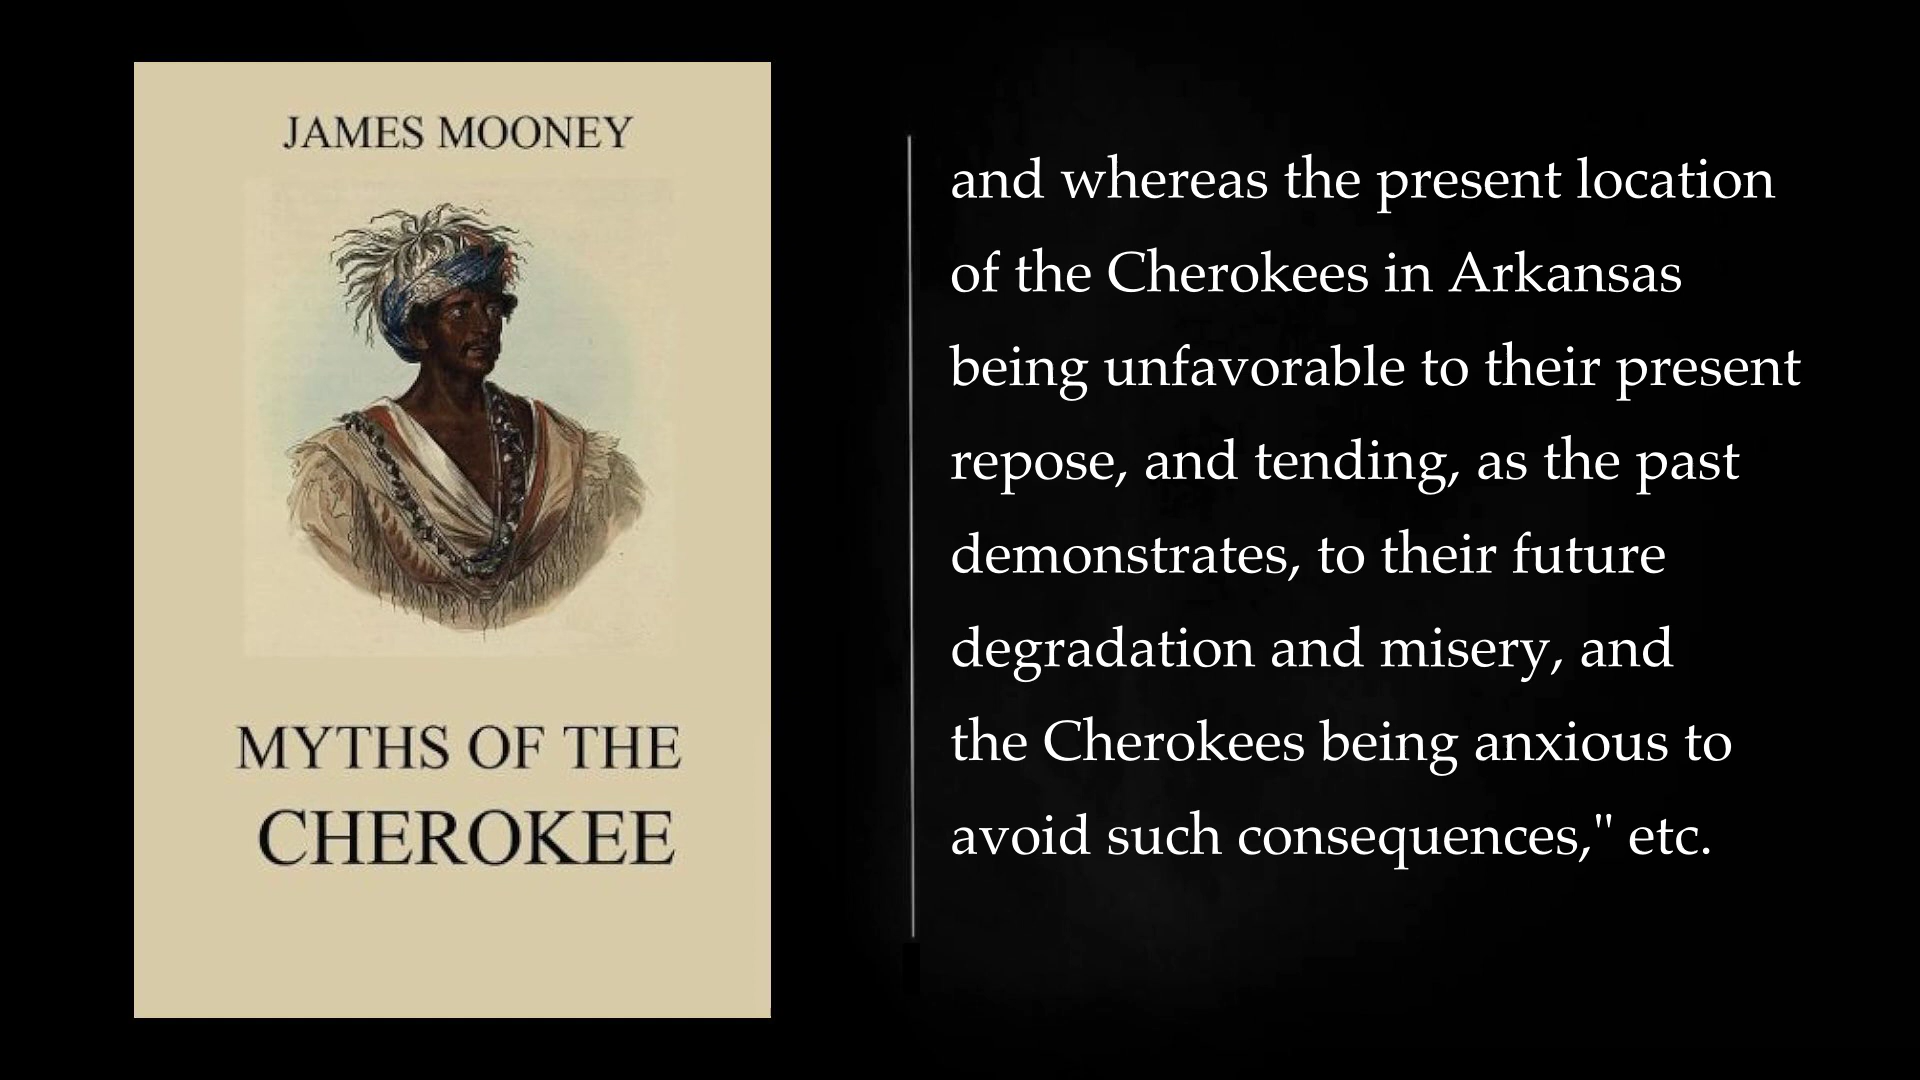 JAMES MOONEY
MYTHS OF THE
CHEROKEE
and whereas the present location
of the Cherokees in Arkansas
being unfavorable to their present
repose, and tending, as the past
demonstrates, to their future
degradation and misery, and
the Cherokees being anxious to
avoid such consequences," etc.